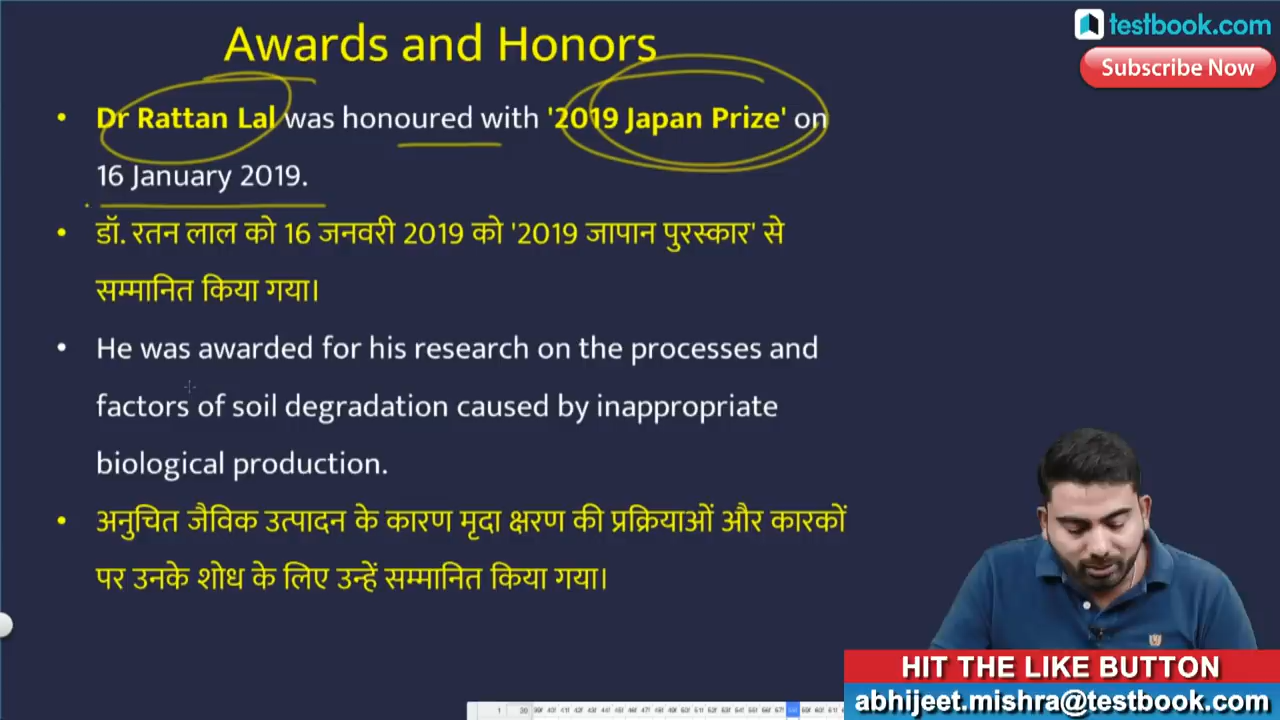 Awards and Honors
testbook.com
Subscribe Now
• Dr Rattan Lal was honoured with '2019 Japan Prize' on
16 January 2019.
• डॉ. रतन लाल को 16 जनवरी 2019 को '2019 जापान पुरस्कार' से
सम्मानित किया गया।
• He was awarded for his research on the processes and
factors of soil degradation caused by inappropriate
biological production.
• अनुचित जैविक उत्पादन के कारण मृदा क्षरण की प्रक्रियाओं और कारकों
पर उनके शोध के लिए उन्हें सम्मानित किया गया।
HIT THE LIKE BUTTON
abhijeet.mishra@testbook.com